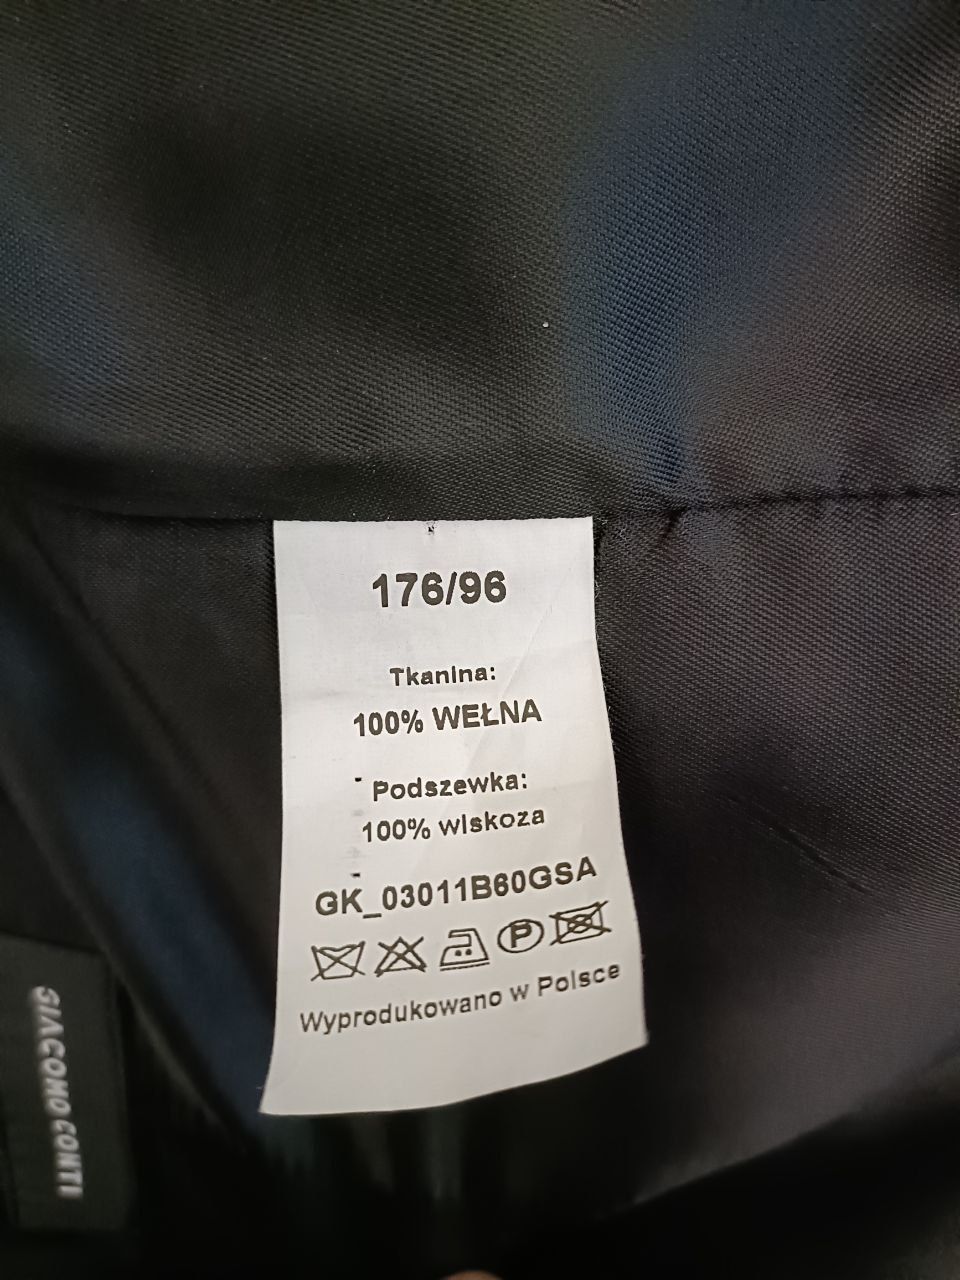 176/96
Tkanina:
100% WEŁNA
Podszewka:
100% wiskoza
GK_03011B60GSA
P
Wyprodukowano w Polsce
GIACOMO CONTI